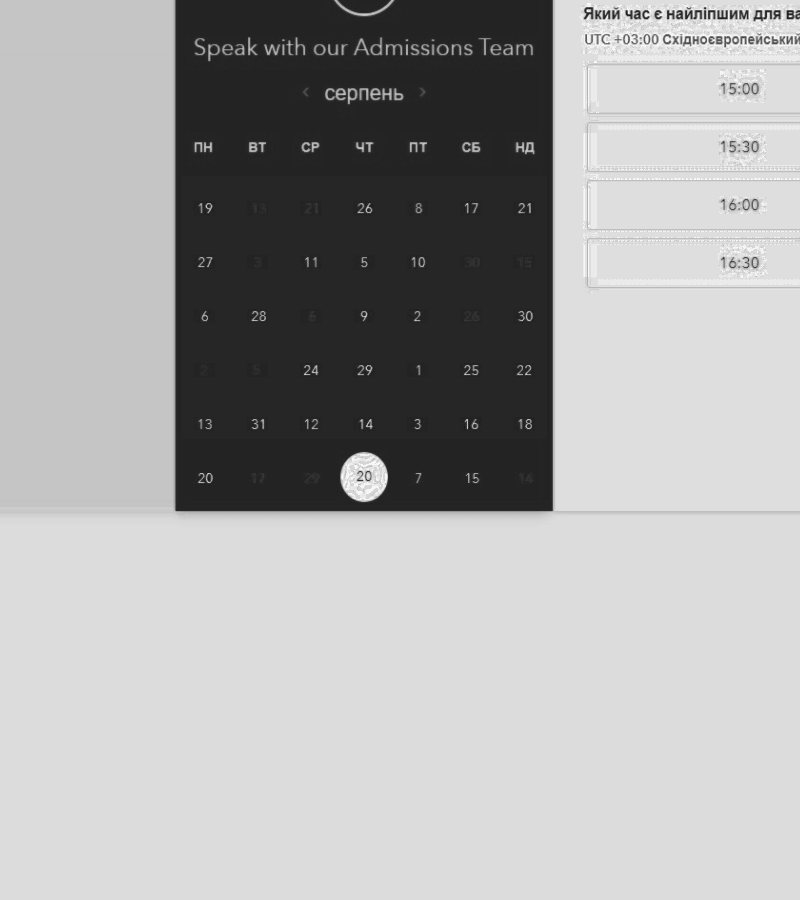 Speak with our Admissions Team
серпень
ПН ВТ СР ЧТ ПТ СБ НД
19 13 21 26 8 17 21
27 3 11 5 10 30 15
6 28 6 9 2 26 30
2 5 24 29 1 25 22
13 31 12 14 3 16 18
20 17 29 20 7 15 14
Який час є найліпшим для
UTC +03:00 Східноєвропейський
15:00
15:30
16:00
16:30